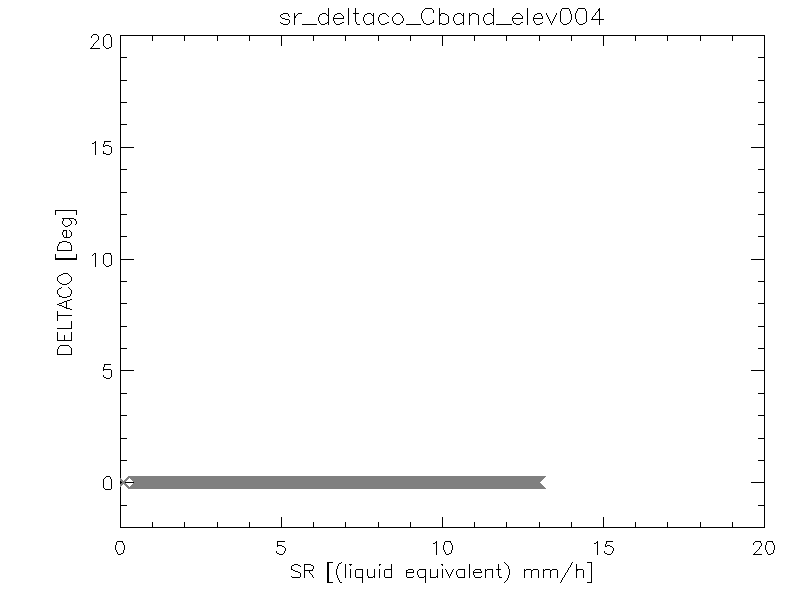 sr_deltaco_Cband_elev004
20
15
10
5
0
DELTACO [Deg]
0 5 10 15 20
SR [(liquid equivalent) mm/h]